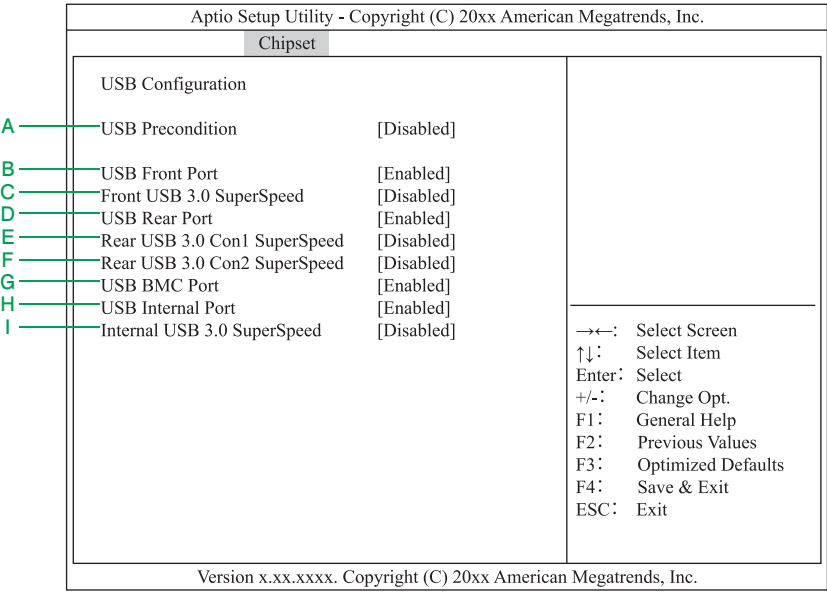 Aptio Setup Utility - Copyright (C) 20xx American Megatrends, Inc.
Chipset
USB Configuration
A USB Precondition [Disabled]
B USB Front Port [Enabled]
C Front USB 3.0 SuperSpeed [Disabled]
D USB Rear Port [Enabled]
E Rear USB 3.0 Con1 SuperSpeed [Disabled]
F Rear USB 3.0 Con2 SuperSpeed [Disabled]
G USB BMC Port [Enabled]
H USB Internal Port [Enabled]
I Internal USB 3.0 SuperSpeed [Disabled]
→←: Select Screen
↑↓: Select Item
Enter: Select
+/-: Change Opt.
F1: General Help
F2: Previous Values
F3: Optimized Defaults
F4: Save & Exit
ESC: Exit
Version x.xx.xxxx. Copyright (C) 20xx American Megatrends, Inc.